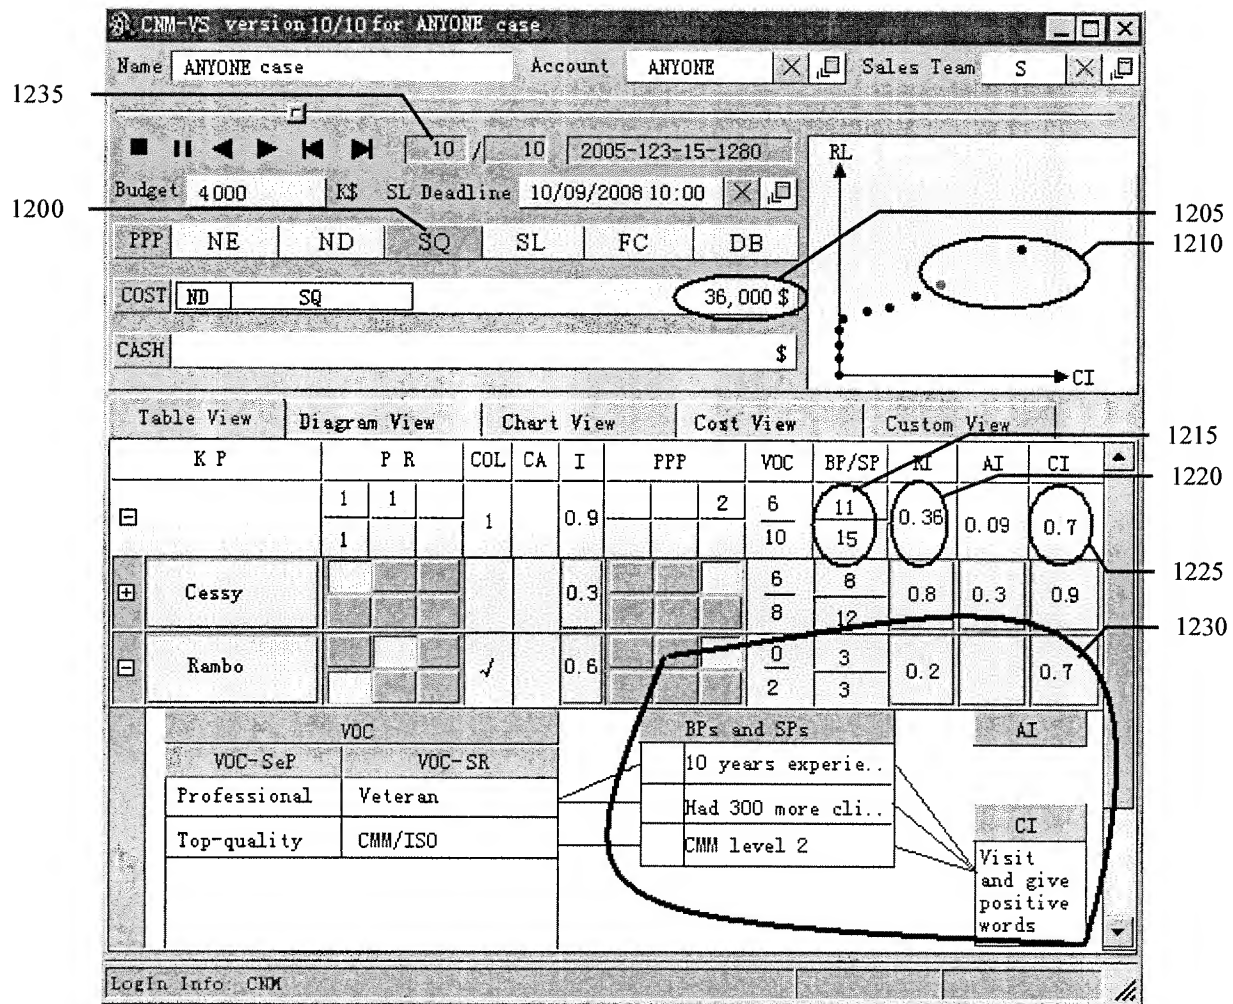 CNM-VS version 10/10 for ANYONE case
Name ANYONE case Account ANYONE Sales Team S
1235
10 / 10 2005-123-15-1280
RL
Budget 4000 K$ SL Deadline 10/09/2008 10:00
1200
1205
1210
PPP NE ND SQ SL FC DB
COST ND SQ 36,000 $
CASH $
CI
Table View Diagram View Chart View Cost View Custom View
1215
K P P R COL CA I PPP VOC BP/SP RI AI CI
1220
1 1 2 6 11
1 0.9 0.36 0.09 0.7
1 10 15
1225
Cessy 0.3 6 8 0.8 0.3 0.9
8 12
1230
Rambo √ 0.6 0 3 0.2 0.7
2 3
VOC BPs and SPs AI
VOC-SeP VOC-SR 10 years experie..
Professional Veteran Had 300 more cli..
CI
Top-quality CMM/ISO CMM level 2
Visit
and give
positive
words
LogIn Info: CNM